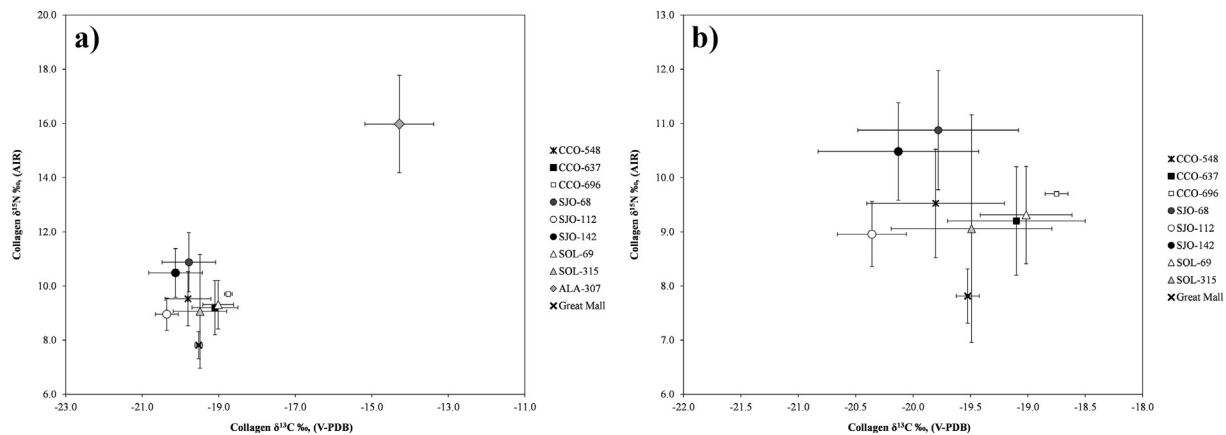 a)
Collagen δ¹⁵N ‰, (AIR)
20.0
18.0
16.0
14.0
12.0
10.0
8.0
6.0
-23.0 -21.0 -19.0 -17.0 -15.0 -13.0 -11.0
Collagen δ¹³C ‰, (V-PDB)
CCO-548
CCO-637
CCO-696
SJO-68
SJO-112
SJO-142
SOL-69
SOL-315
ALA-307
Great Mall
b)
Collagen δ¹⁵N ‰, (AIR)
13.0
12.0
11.0
10.0
9.0
8.0
7.0
6.0
-22.0 -21.5 -21.0 -20.5 -20.0 -19.5 -19.0 -18.5 -18.0
Collagen δ¹³C ‰, (V-PDB)
CCO-548
CCO-637
CCO-696
SJO-68
SJO-112
SJO-142
SOL-69
SOL-315
Great Mall